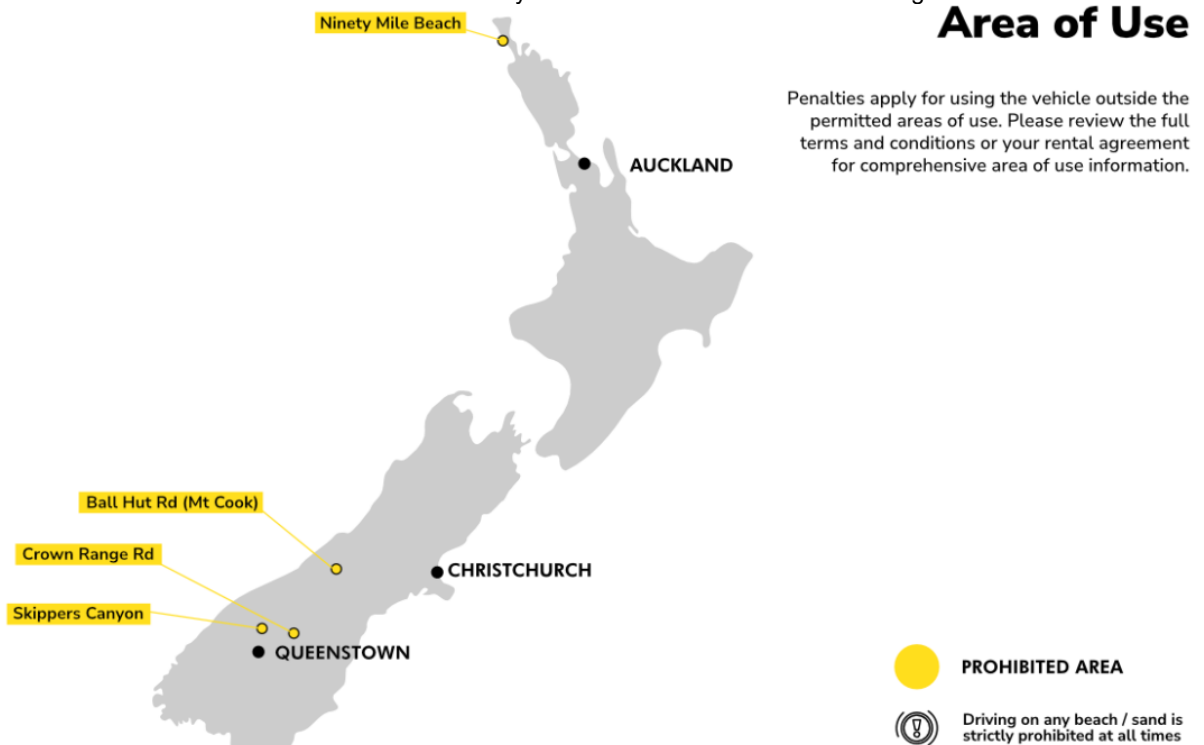 Ninety Mile Beach
Area of Use
Penalties apply for using the vehicle outside the
permitted areas of use. Please review the full
terms and conditions or your rental agreement
for comprehensive area of use information.
AUCKLAND
Ball Hut Rd (Mt Cook)
Crown Range Rd
CHRISTCHURCH
Skippers Canyon
QUEENSTOWN
PROHIBITED AREA
Driving on any beach / sand is
strictly prohibited at all times